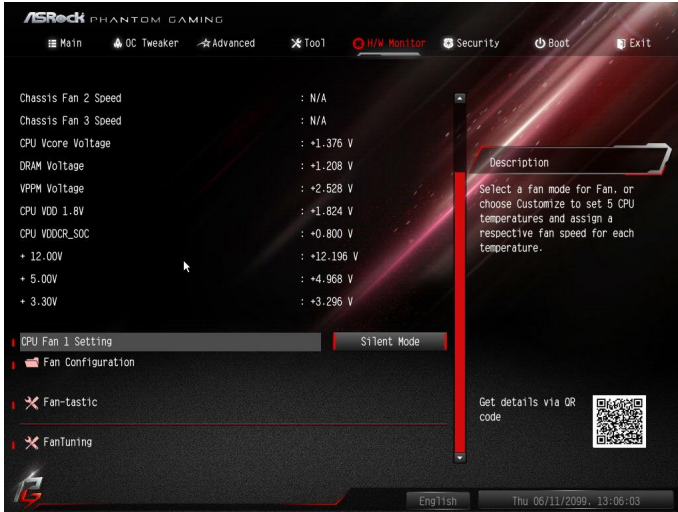 ASRock PHANTOM GAMING
Main OC Tweaker Advanced Tool H/W Monitor Security Boot Exit
Chassis Fan 2 Speed : N/A
Chassis Fan 3 Speed : N/A
CPU Vcore Voltage : +1.376 V
DRAM Voltage : +1.208 V
VPPM Voltage : +2.528 V
CPU VDD 1.8V : +1.824 V
CPU VDDCR_SOC : +0.800 V
+ 12.00V : +12.196 V
+ 5.00V : +4.968 V
+ 3.30V : +3.296 V
CPU Fan 1 Setting Silent Mode
Fan Configuration
Fan-tastic
FanTuning
Description
Select a fan mode for Fan. or
choose Customize to set 5 CPU
temperatures and assign a
respective fan speed for each
temperature.
Get details via QR
code
English Thu 06/11/2099. 13:06:03